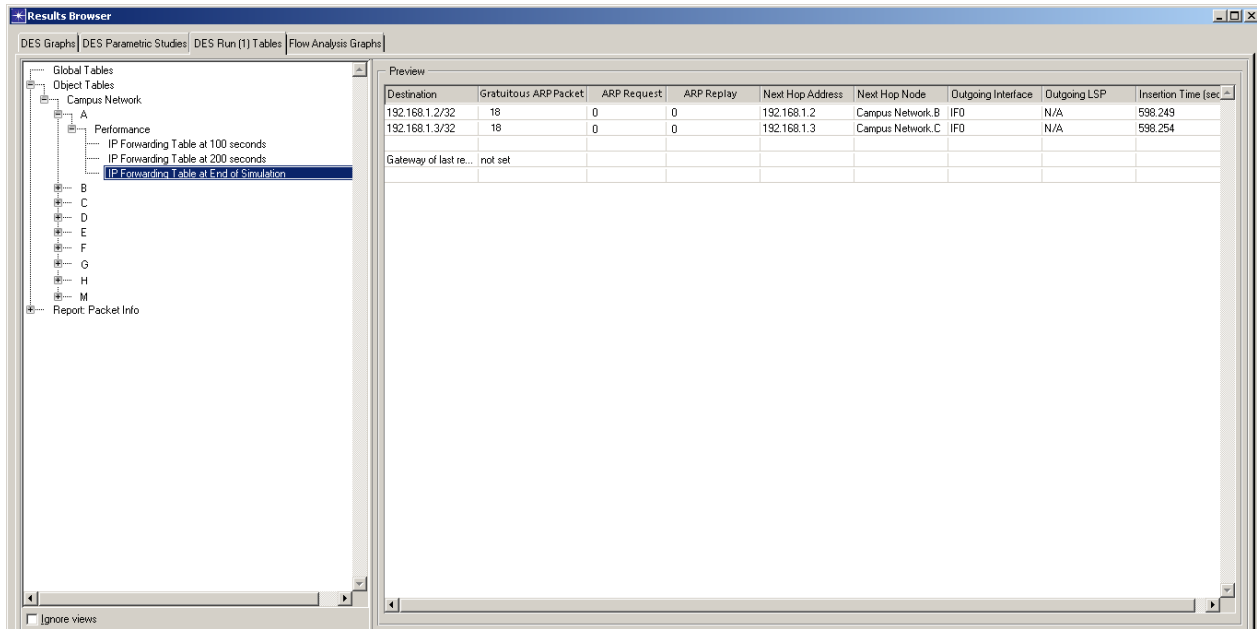 Results Browser
DES Graphs DES Parametric Studies DES Run (1) Tables Flow Analysis Graphs
Global Tables
Object Tables
Campus Network
A
Performance
IP Forwarding Table at 100 seconds
IP Forwarding Table at 200 seconds
IP Forwarding Table at End of Simulation
B
C
D
E
F
G
H
M
Report: Packet Info
Ignore views
Preview
Destination Gratuitous ARP Packet ARP Request ARP Replay Next Hop Address Next Hop Node Outgoing Interface Outgoing LSP Insertion Time (sec
192.168.1.2/32 18 0 0 192.168.1.2 Campus Network.B IF0 N/A 598.249
192.168.1.3/32 18 0 0 192.168.1.3 Campus Network.C IF0 N/A 598.254
Gateway of last re... not set